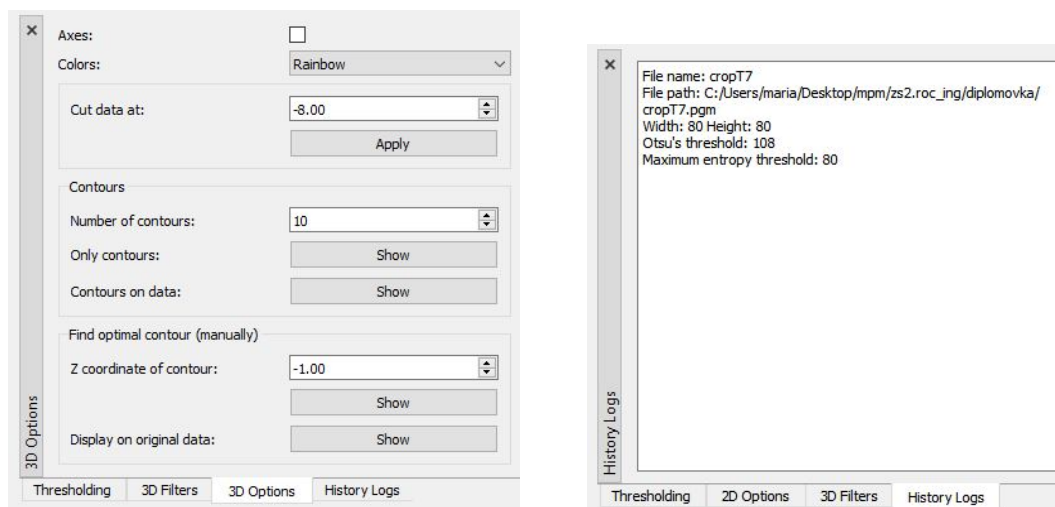 Axes:
Colors: Rainbow
Cut data at: -8.00
Apply
Contours
Number of contours: 10
Only contours: Show
Contours on data: Show
Find optimal contour (manually)
Z coordinate of contour: -1.00
Show
Display on original data: Show
3D Options
Thresholding 3D Filters 3D Options History Logs
File name: cropT7
File path: C:/Users/maria/Desktop/mpm/zs2.roc_ing/diplomovka/
cropT7.pgm
Width: 80 Height: 80
Otsu's threshold: 108
Maximum entropy threshold: 80
History Logs
Thresholding 2D Options 3D Filters History Logs